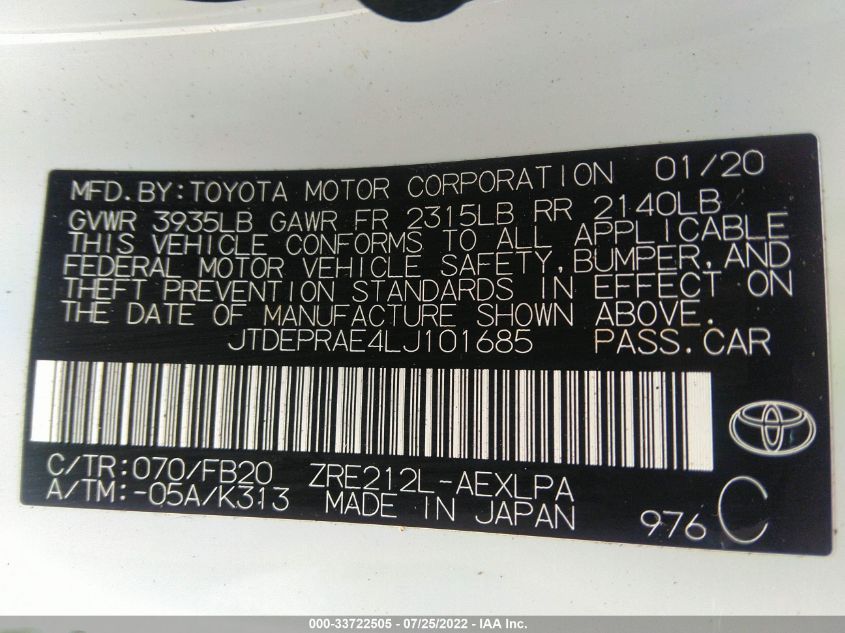 MFD.BY:TOYOTA MOTOR CORPORATION 01/20
GVWR 3935LB GAWR FR 2315LB RR 2140LB
THIS VEHICLE CONFORMS TO ALL APPLICABLE
FEDERAL MOTOR VEHICLE SAFETY,BUMPER,AND
THEFT PREVENTION STANDARDS IN EFFECT ON
THE DATE OF MANUFACTURE SHOWN ABOVE.
JTDEPRAE4LJ101685 PASS.CAR
C/TR:070/FB20 ZRE212L-AEXLPA
A/TM:-05A/K313 MADE IN JAPAN 976 C
000-33722505 - 07/25/2022 - IAA Inc.